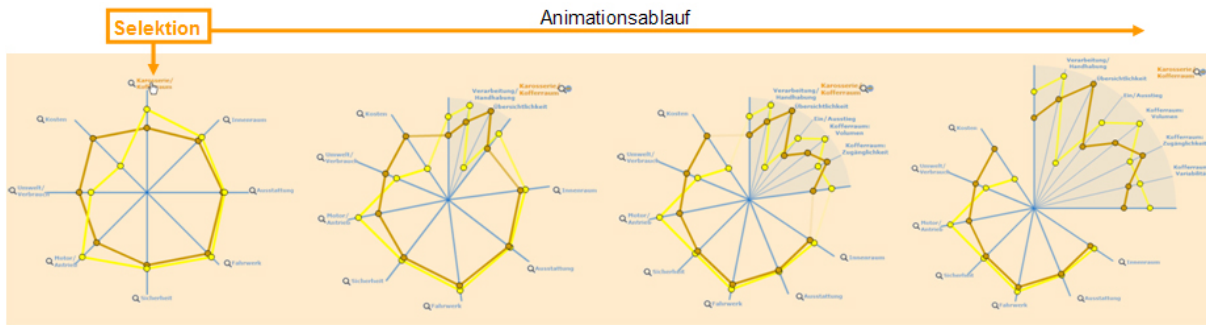 Animationsablauf
Selektion
Karosserie/
Kofferraum
Kosten
Innenraum
Umwelt/
Verbrauch
Ausstattung
Motor/
Antrieb
Fahrwerk
Sicherheit
Verarbeitung/
Handhabung
Karosserie/
Kofferraum
Übersichtlichkeit
Kosten
Umwelt/
Verbrauch
Innenraum
Motor/
Antrieb
Sicherheit
Ausstattung
Fahrwerk
Verarbeitung/
Handhabung
Karosserie/
Kofferraum
Übersichtlichkeit
Ein/Ausstieg
Kofferraum:
Volumen
Kofferraum:
Zugänglichkeit
Kosten
Umwelt/
Verbrauch
Motor/
Antrieb
Innenraum
Sicherheit
Ausstattung
Fahrwerk
Verarbeitung/
Handhabung
Karosserie/
Kofferraum
Übersichtlichkeit
Ein/Ausstieg
Kofferraum:
Volumen
Kofferraum:
Zugänglichkeit
Kofferraum:
Variabilität
Kosten
Umwelt/
Verbrauch
Motor/
Antrieb
Innenraum
Sicherheit
Ausstattung
Fahrwerk